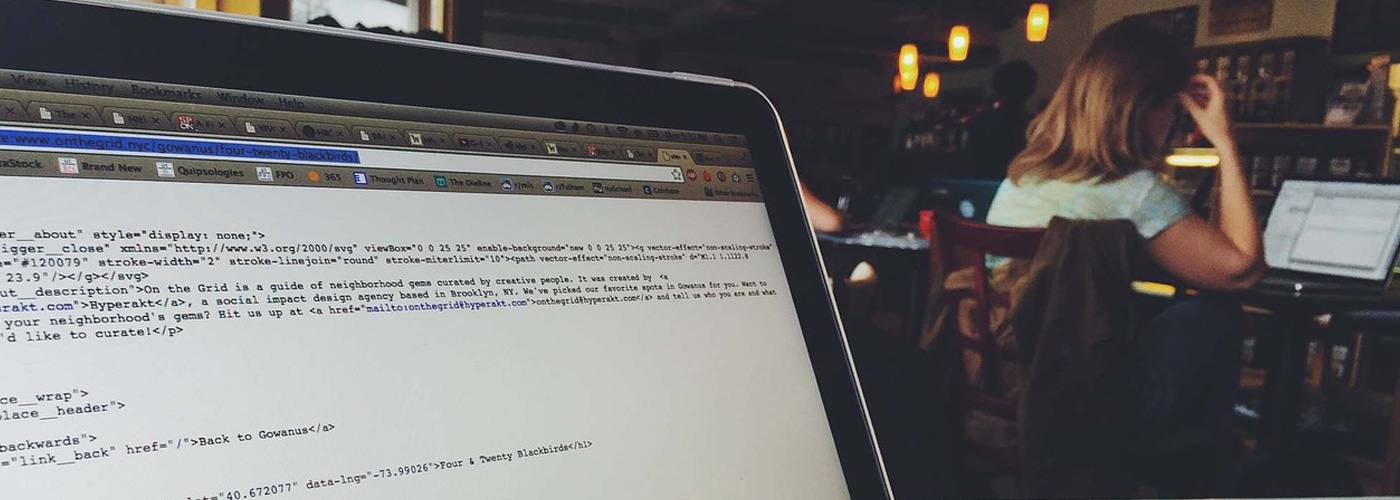 View History Bookmarks Window Help
The
e:www.onthegrid.nyc/gowanus/four-twenty-blackbirds/
raStock Brand New Quipsologies FPO 365 Thought Plan The Dieline r/mls r/fulham Coinbase Other Bookmarks
er__about" style="display: none;">
igger__close" xmlns="http://www.w3.org/2000/svg" viewBox="0 0 25 25" enable-background="new 0 0 25 25"><g vector-effect="non-scaling-stroke"
="#120079" stroke-width="2" stroke-linejoin="round" stroke-miterlimit="10"><path vector-effect="non-scaling-stroke"
23.9"/></g></svg>
ut__description">On the Grid is a guide of neighborhood gems curated by creative people. It was created by <a
rakt.com">Hyperakt</a>, a social impact design agency based in Brooklyn, NY. We've picked our favorite spots in Gowanus for you. Want to
your neighborhood's gems? Hit us up at <a href="mailto:onthegrid@hyperakt.com">onthegrid@hyperakt.com</a> and tell us who you are and what
'd like to curate!</p>
ce__wrap">
place__header">
backwards">
="link__back" href="/">Back to Gowanus</a>
lat="40.672077" data-lng="-73.99026">Four & Twenty Blackbirds</h1>